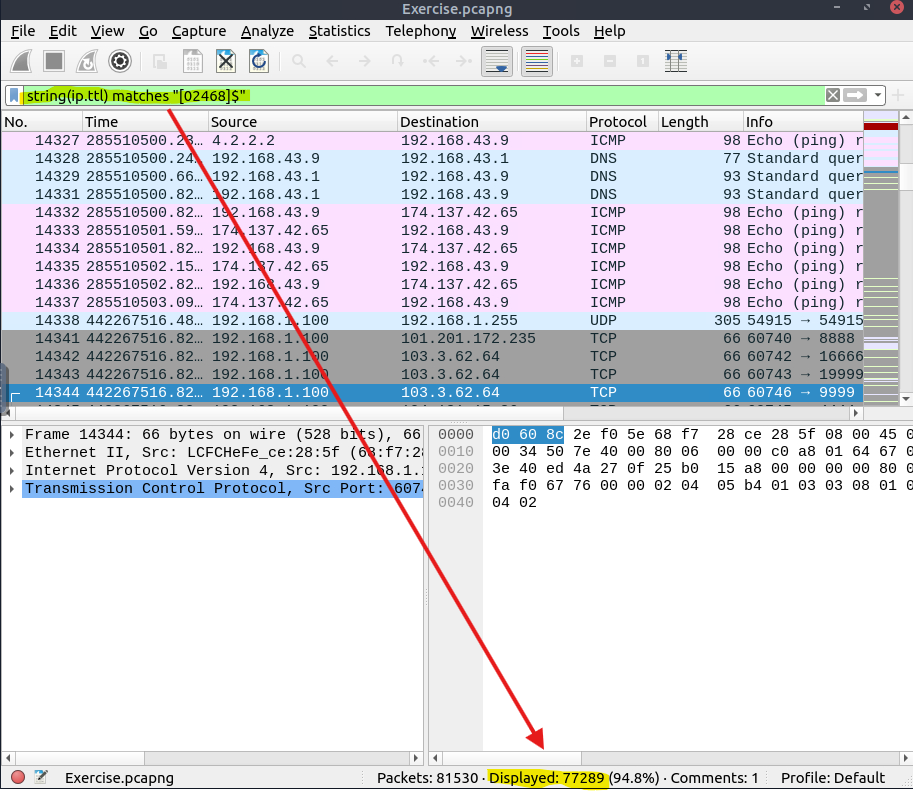 Exercise.pcapng
File Edit View Go Capture Analyze Statistics Telephony Wireless Tools Help
string(ip.ttl) matches "[02468]$"
No. Time Source Destination Protocol Length Info
14327 285510500.23… 4.2.2.2 192.168.43.9 ICMP 98 Echo (ping) r
14328 285510500.24… 192.168.43.9 192.168.43.1 DNS 77 Standard quer
14329 285510500.66… 192.168.43.1 192.168.43.9 DNS 93 Standard quer
14331 285510500.82… 192.168.43.1 192.168.43.9 DNS 93 Standard quer
14332 285510500.82… 192.168.43.9 174.137.42.65 ICMP 98 Echo (ping) r
14333 285510501.59… 174.137.42.65 192.168.43.9 ICMP 98 Echo (ping) r
14334 285510501.82… 192.168.43.9 174.137.42.65 ICMP 98 Echo (ping) r
14335 285510502.15… 174.137.42.65 192.168.43.9 ICMP 98 Echo (ping) r
14336 285510502.82… 192.168.43.9 174.137.42.65 ICMP 98 Echo (ping) r
14337 285510503.09… 174.137.42.65 192.168.43.9 ICMP 98 Echo (ping) r
14338 442267516.48… 192.168.1.100 192.168.1.255 UDP 305 54915 → 54915
14341 442267516.82… 192.168.1.100 101.201.172.235 TCP 66 60740 → 8888
14342 442267516.82… 192.168.1.100 103.3.62.64 TCP 66 60742 → 16666
14343 442267516.82… 192.168.1.100 103.3.62.64 TCP 66 60743 → 19999
14344 442267516.82… 192.168.1.100 103.3.62.64 TCP 66 60746 → 9999
Frame 14344: 66 bytes on wire (528 bits), 66
Ethernet II, Src: LCFCHeFe_ce:28:5f (68:f7:28
Internet Protocol Version 4, Src: 192.168.1.1
Transmission Control Protocol, Src Port: 6074
0000 d0 60 8c 2e f0 5e 68 f7 28 ce 28 5f 08 00 45 0
0010 00 34 50 7e 40 00 80 06 00 00 c0 a8 01 64 67 0
0020 3e 40 ed 4a 27 0f 25 b0 15 a8 00 00 00 00 80 0
0030 fa f0 67 76 00 00 02 04 05 b4 01 03 03 08 01 0
0040 04 02
Exercise.pcapng Packets: 81530 · Displayed: 77289 (94.8%) · Comments: 1 Profile: Default